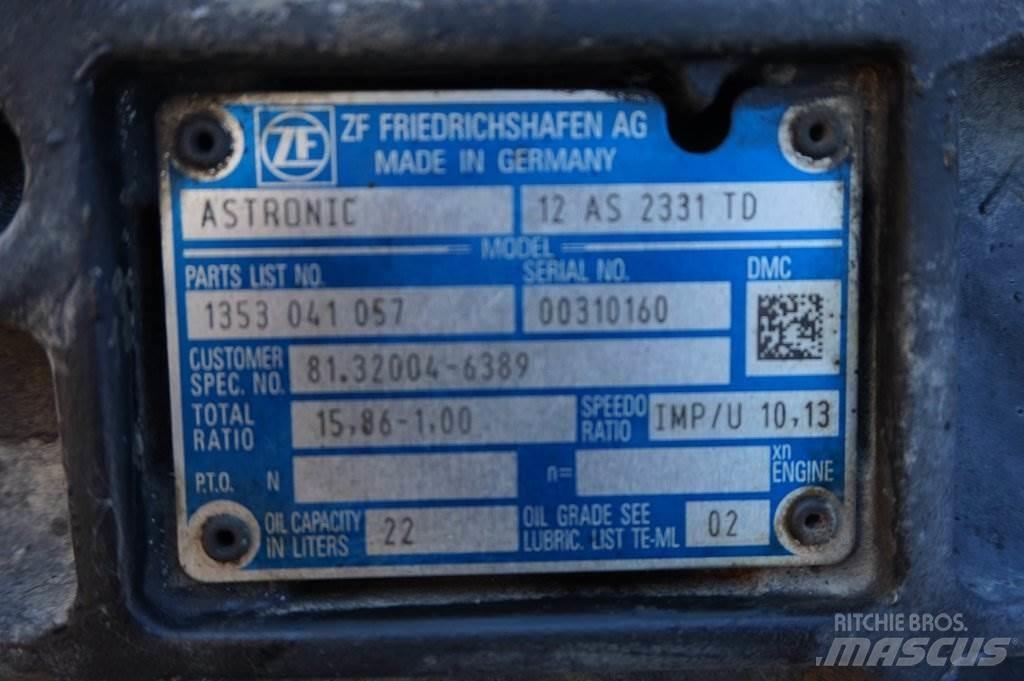 ZF
ZF FRIEDRICHSHAFEN AG
MADE IN GERMANY
ASTRONIC 12 AS 2331 TD
MODEL
PARTS LIST NO. SERIAL NO. DMC
1353 041 057 00310160
CUSTOMER
SPEC. NO. 81.32004-6389
TOTAL
RATIO 15,86-1,00 SPEEDO
RATIO IMP/U 10,13
P.T.O. N n= xn
ENGINE
OIL CAPACITY
IN LITERS 22 OIL GRADE SEE
LUBRIC. LIST TE-ML 02
RITCHIE BROS.
MASCUS